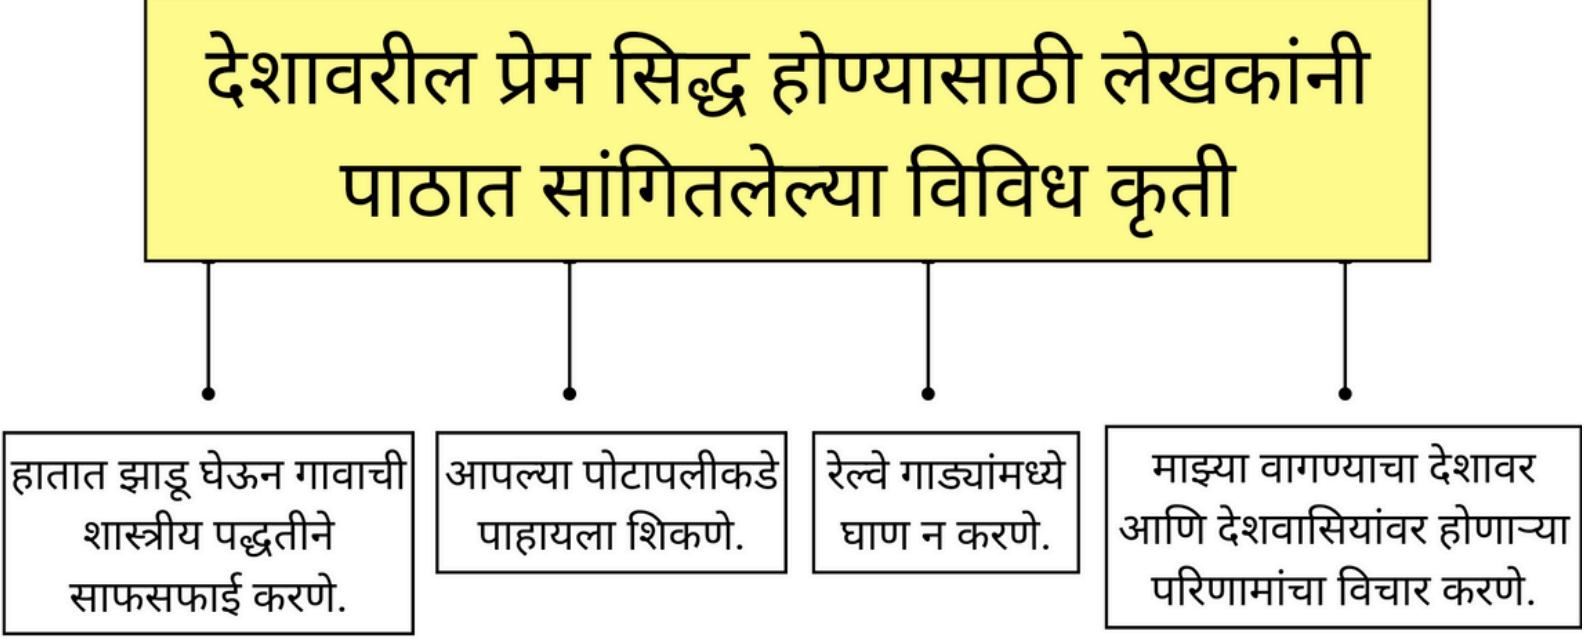 देशावरील प्रेम सिद्ध होण्यासाठी लेखकांनी
पाठात सांगितलेल्या विविध कृती
हातात झाडू घेऊन गावाची
शास्त्रीय पद्धतीने
साफसफाई करणे.
आपल्या पोटापलीकडे
पाहायला शिकणे.
रेल्वे गाड्यांमध्ये
घाण न करणे.
माझ्या वागण्याचा देशावर
आणि देशवासियांवर होणाऱ्या
परिणामांचा विचार करणे.